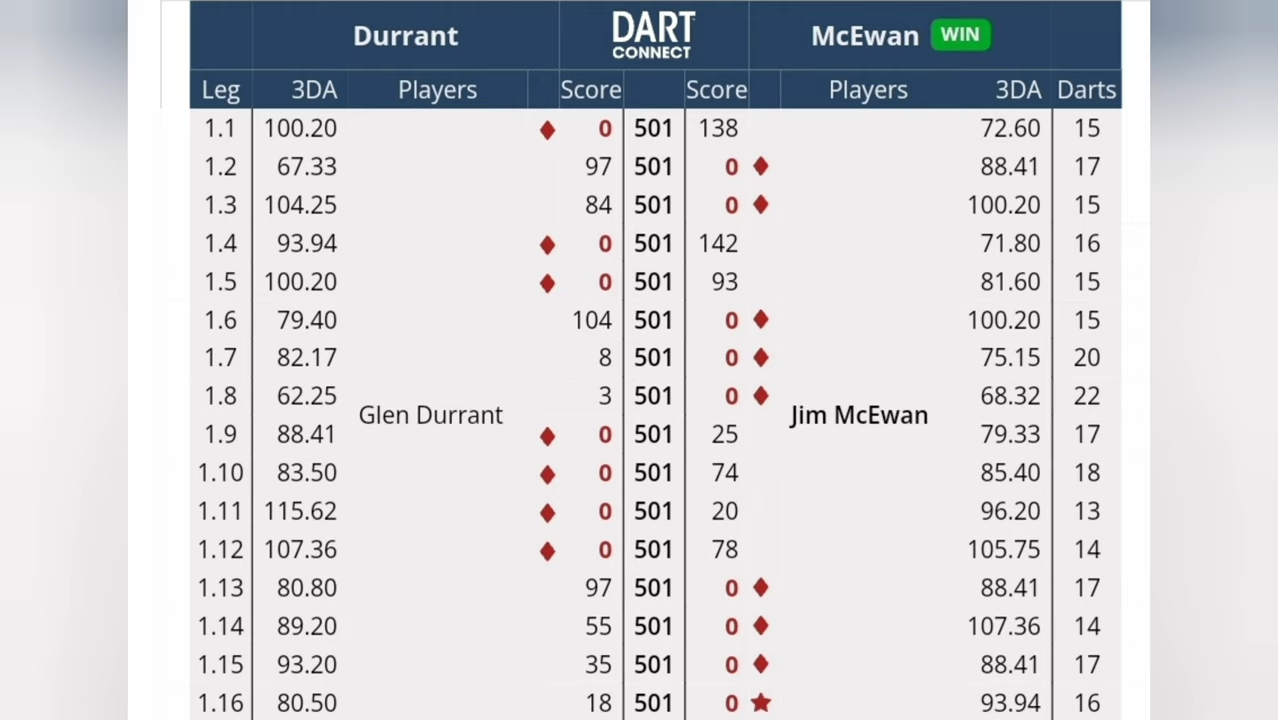 Durrant DART CONNECT McEwan WIN
Leg 3DA Players Score Score Players 3DA Darts
1.1 100.20 0 501 138 72.60 15
1.2 67.33 97 501 0 88.41 17
1.3 104.25 84 501 0 100.20 15
1.4 93.94 0 501 142 71.80 16
1.5 100.20 0 501 93 81.60 15
1.6 79.40 104 501 0 100.20 15
1.7 82.17 8 501 0 75.15 20
1.8 62.25 3 501 0 68.32 22
Glen Durrant Jim McEwan
1.9 88.41 0 501 25 79.33 17
1.10 83.50 0 501 74 85.40 18
1.11 115.62 0 501 20 96.20 13
1.12 107.36 0 501 78 105.75 14
1.13 80.80 97 501 0 88.41 17
1.14 89.20 55 501 0 107.36 14
1.15 93.20 35 501 0 88.41 17
1.16 80.50 18 501 0 93.94 16